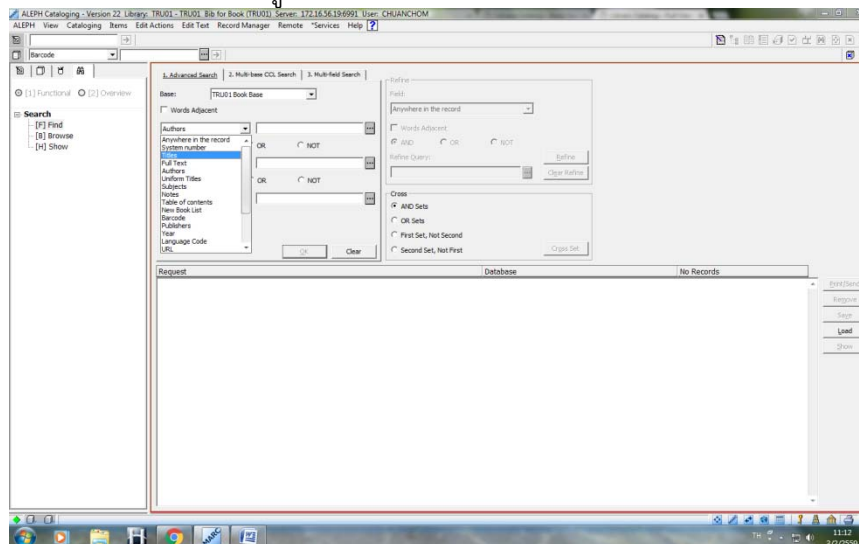 ALEPH Cataloging - Version 22 Library: TRU01 - TRU01 Bib for Book (TRU01) Server: 172.16.56.19:6991 User: CHUANCHOM
ALEPH View Cataloging Items Edit Actions Edit Text Record Manager Remote *Services Help ?
Barcode
[1] Functional [2] Overview
Search
[F] Find
[B] Browse
[H] Show
1. Advanced Search 2. Multi-base CCL Search 3. Multi-field Search
Base: TRU01 Book Base
Words Adjacent
Authors
Anywhere in the record
System number
Titles
Full Text
Authors
Uniform Titles
Subjects
Notes
Table of contents
New Book List
Barcode
Publishers
Year
Language Code
URL
OR NOT
OR NOT
OK Clear
Refine
Field:
Anywhere in the record
Words Adjacent
AND OR NOT
Refine Query:
Refine
Clear Refine
Cross
AND Sets
OR Sets
First Set, Not Second
Second Set, Not First
Cross Set
Request Database No Records
Print/Send
Remove
Save
Load
Show
MARC
TH
11:12
3/2/2559